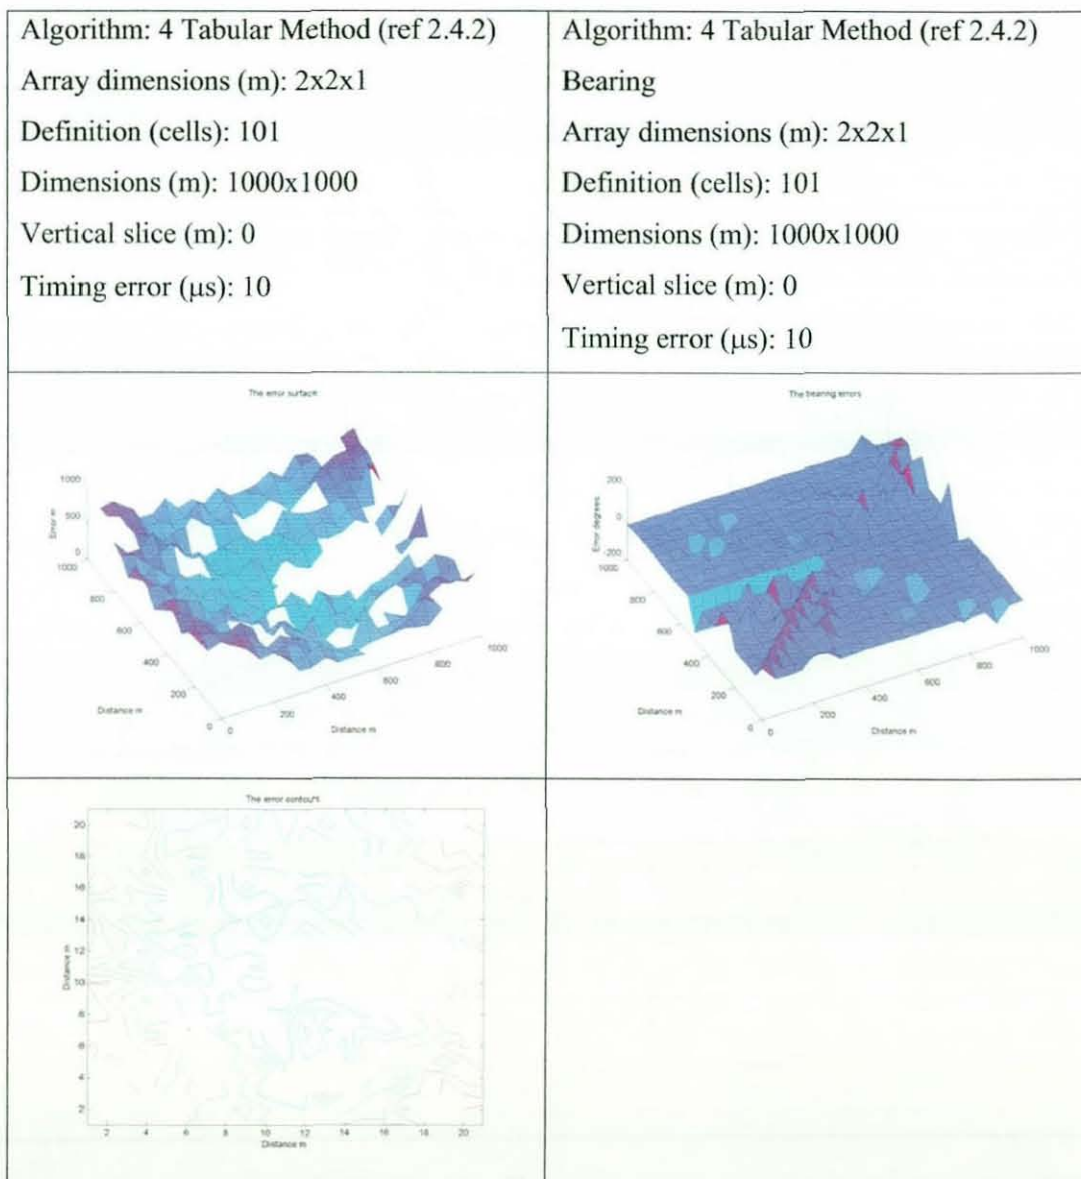 Algorithm: 4 Tabular Method (ref 2.4.2)
Array dimensions (m): 2x2x1
Definition (cells): 101
Dimensions (m): 1000x1000
Vertical slice (m): 0
Timing error (µs): 10
Algorithm: 4 Tabular Method (ref 2.4.2)
Bearing
Array dimensions (m): 2x2x1
Definition (cells): 101
Dimensions (m): 1000x1000
Vertical slice (m): 0
Timing error (µs): 10
The error surface
1000
500
0
Error m
1000
800
600
400
200
0
Distance m
0
200
400
600
800
1000
Distance m
The bearing errors
200
0
-200
Error degrees
1000
800
600
400
200
0
Distance m
0
200
400
600
800
1000
Distance m
The error contours
20
18
16
14
12
10
8
6
4
2
Distance m
2
4
6
8
10
12
14
16
18
20
Distance m